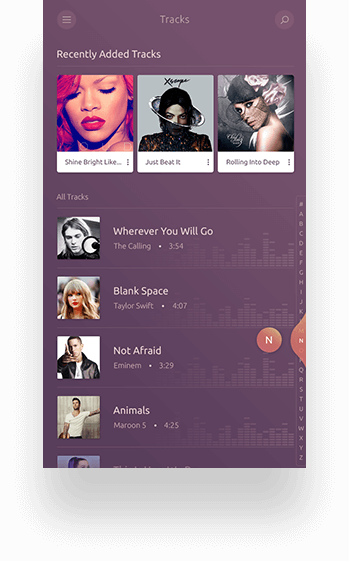 Tracks
Recently Added Tracks
Xscape
Shine Bright Like...
Just Beat It
Rolling Into Deep
All Tracks
#
A
B
C
D
E
F
G
H
I
J
K
Wherever You Will Go
The Calling • 3:54
Blank Space
Taylor Swift • 4:07
N
N
Not Afraid
Eminem • 3:29
Q
R
S
T
U
V
W
X
Y
Z
Animals
Maroon 5 • 4:25